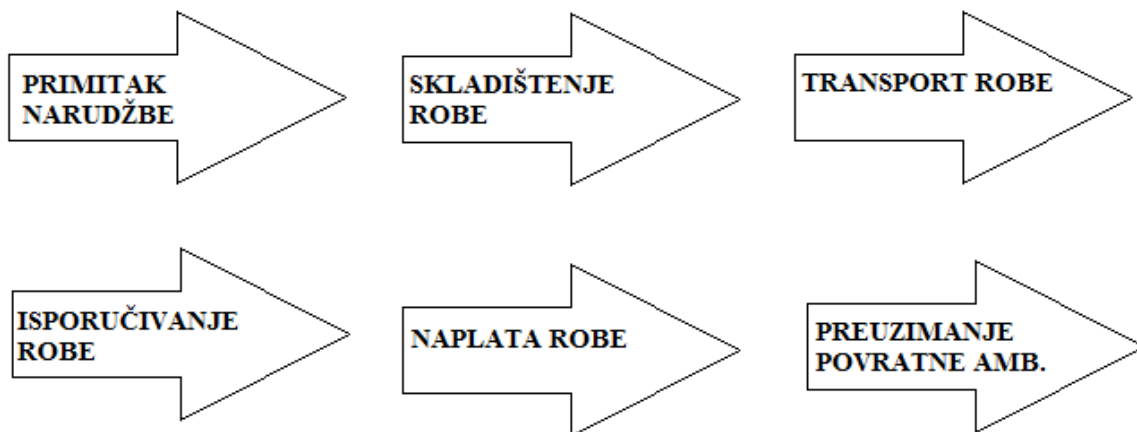 PRIMITAK
NARUDŽBE
SKLADIŠTENJE
ROBE
TRANSPORT ROBE
ISPORUČIVANJE
ROBE
NAPLATA ROBE
PREUZIMANJE
POVRATNE AMB.